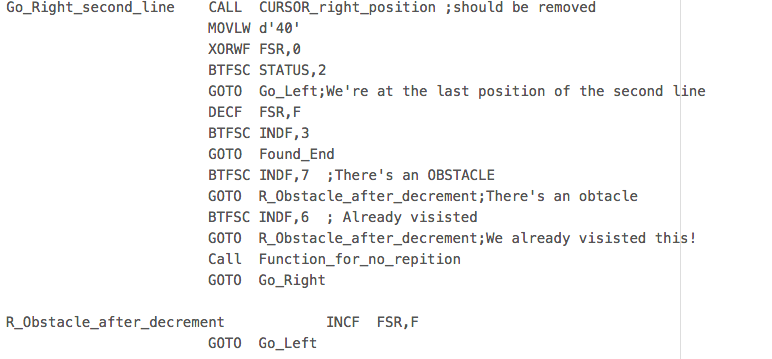 Go_Right_second_line CALL CURSOR_right_position ;should be removed
MOVLW d'40'
XORWF FSR,0
BTFSC STATUS,2
GOTO Go_Left;We're at the last position of the second line
DECF FSR,F
BTFSC INDF,3
GOTO Found_End
BTFSC INDF,7 ;There's an OBSTACLE
GOTO R_Obstacle_after_decrement;There's an obtacle
BTFSC INDF,6 ; Already visisted
GOTO R_Obstacle_after_decrement;We already visisted this!
Call Function_for_no_repition
GOTO Go_Right
R_Obstacle_after_decrement INCF FSR,F
GOTO Go_Left